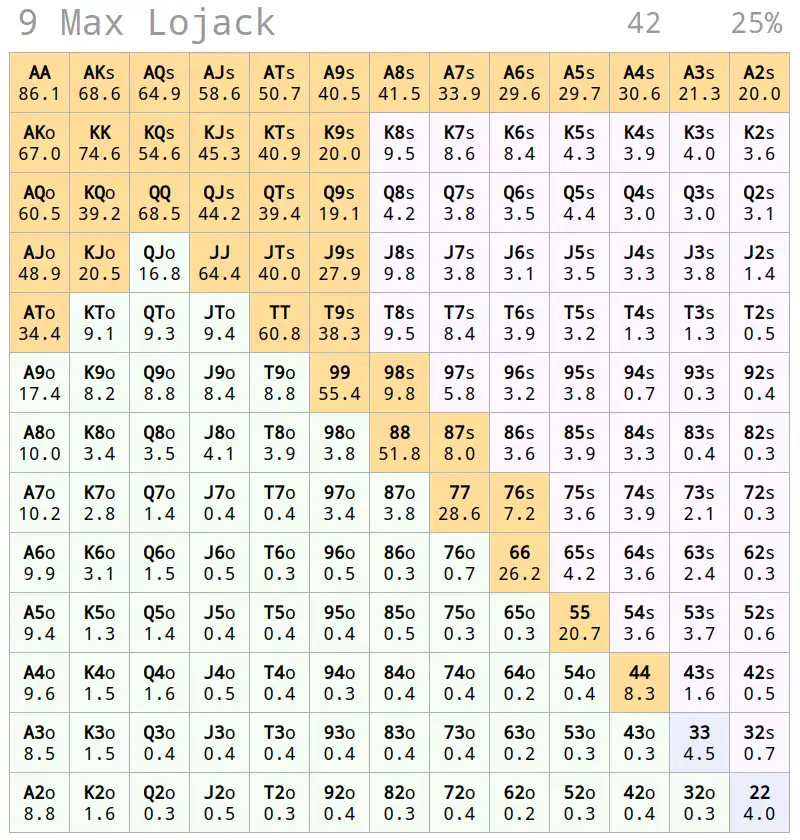 9 Max Lojack 42 25%
AA AKs AQs AJs ATs A9s A8s A7s A6s A5s A4s A3s A2s
86.1 68.6 64.9 58.6 50.7 40.5 41.5 33.9 29.6 29.7 30.6 21.3 20.0
AKo KK KQs KJs KTs K9s K8s K7s K6s K5s K4s K3s K2s
67.0 74.6 54.6 45.3 40.9 20.0 9.5 8.6 8.4 4.3 3.9 4.0 3.6
AQo KQo QQ QJs QTs Q9s Q8s Q7s Q6s Q5s Q4s Q3s Q2s
60.5 39.2 68.5 44.2 39.4 19.1 4.2 3.8 3.5 4.4 3.0 3.0 3.1
AJo KJo QJo JJ JTs J9s J8s J7s J6s J5s J4s J3s J2s
48.9 20.5 16.8 64.4 40.0 27.9 9.8 3.8 3.1 3.5 3.3 3.8 1.4
ATo KTo QTo JTo TT T9s T8s T7s T6s T5s T4s T3s T2s
34.4 9.1 9.3 9.4 60.8 38.3 9.5 8.4 3.9 3.2 1.3 1.3 0.5
A9o K9o Q9o J9o T9o 99 98s 97s 96s 95s 94s 93s 92s
17.4 8.2 8.8 8.4 8.8 55.4 9.8 5.8 3.2 3.8 0.7 0.3 0.4
A8o K8o Q8o J8o T8o 98o 88 87s 86s 85s 84s 83s 82s
10.0 3.4 3.5 4.1 3.9 3.8 51.8 8.0 3.6 3.9 3.3 0.4 0.3
A7o K7o Q7o J7o T7o 97o 87o 77 76s 75s 74s 73s 72s
10.2 2.8 1.4 0.4 0.4 3.4 3.8 28.6 7.2 3.6 3.9 2.1 0.3
A6o K6o Q6o J6o T6o 96o 86o 76o 66 65s 64s 63s 62s
9.9 3.1 1.5 0.5 0.3 0.5 0.3 0.7 26.2 4.2 3.6 2.4 0.3
A5o K5o Q5o J5o T5o 95o 85o 75o 65o 55 54s 53s 52s
9.4 1.3 1.4 0.4 0.4 0.4 0.5 0.3 0.3 20.7 3.6 3.7 0.6
A4o K4o Q4o J4o T4o 94o 84o 74o 64o 54o 44 43s 42s
9.6 1.5 1.6 0.5 0.4 0.3 0.4 0.4 0.2 0.4 8.3 1.6 0.5
A3o K3o Q3o J3o T3o 93o 83o 73o 63o 53o 43o 33 32s
8.5 1.5 0.4 0.4 0.4 0.4 0.4 0.4 0.2 0.3 0.3 4.5 0.7
A2o K2o Q2o J2o T2o 92o 82o 72o 62o 52o 42o 32o 22
8.8 1.6 0.3 0.5 0.3 0.4 0.3 0.4 0.2 0.3 0.4 0.3 4.0